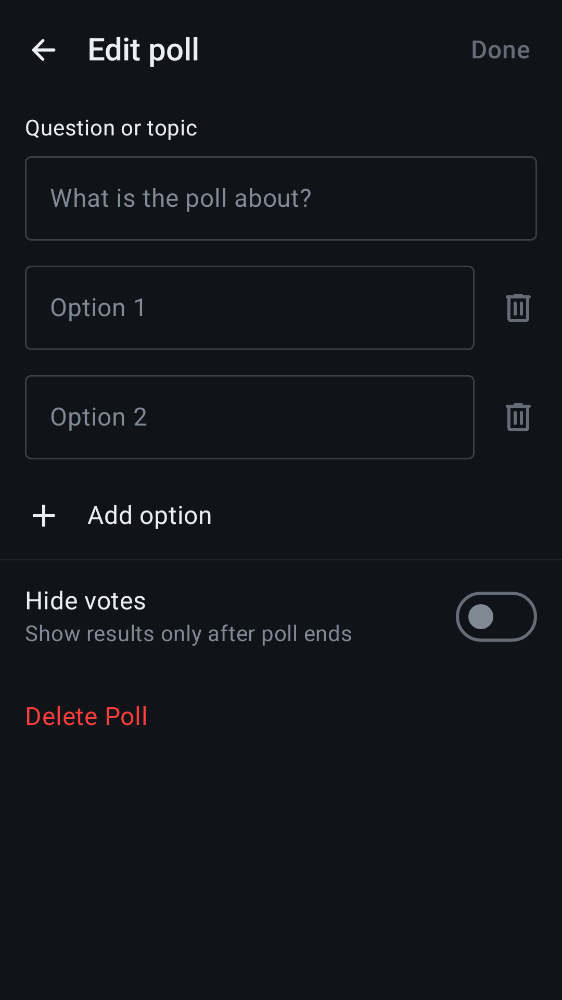 Edit poll
Done
Question or topic
What is the poll about?
Option 1
Option 2
Add option
Hide votes
Show results only after poll ends
Delete Poll